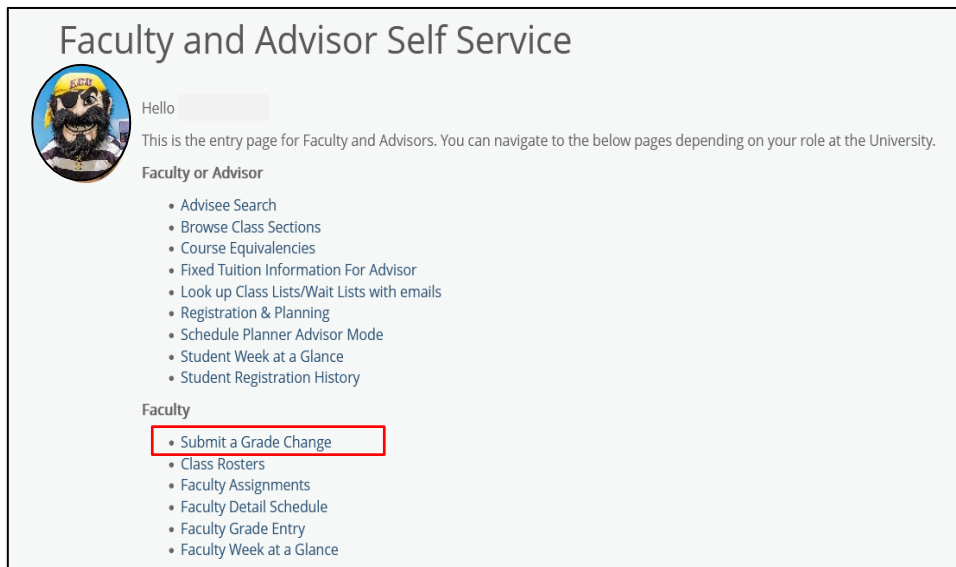 Faculty and Advisor Self Service
ECU
Hello
This is the entry page for Faculty and Advisors. You can navigate to the below pages depending on your role at the University.
Faculty or Advisor
• Advisee Search
• Browse Class Sections
• Course Equivalencies
• Fixed Tuition Information For Advisor
• Look up Class Lists/Wait Lists with emails
• Registration & Planning
• Schedule Planner Advisor Mode
• Student Week at a Glance
• Student Registration History
Faculty
• Submit a Grade Change
• Class Rosters
• Faculty Assignments
• Faculty Detail Schedule
• Faculty Grade Entry
• Faculty Week at a Glance